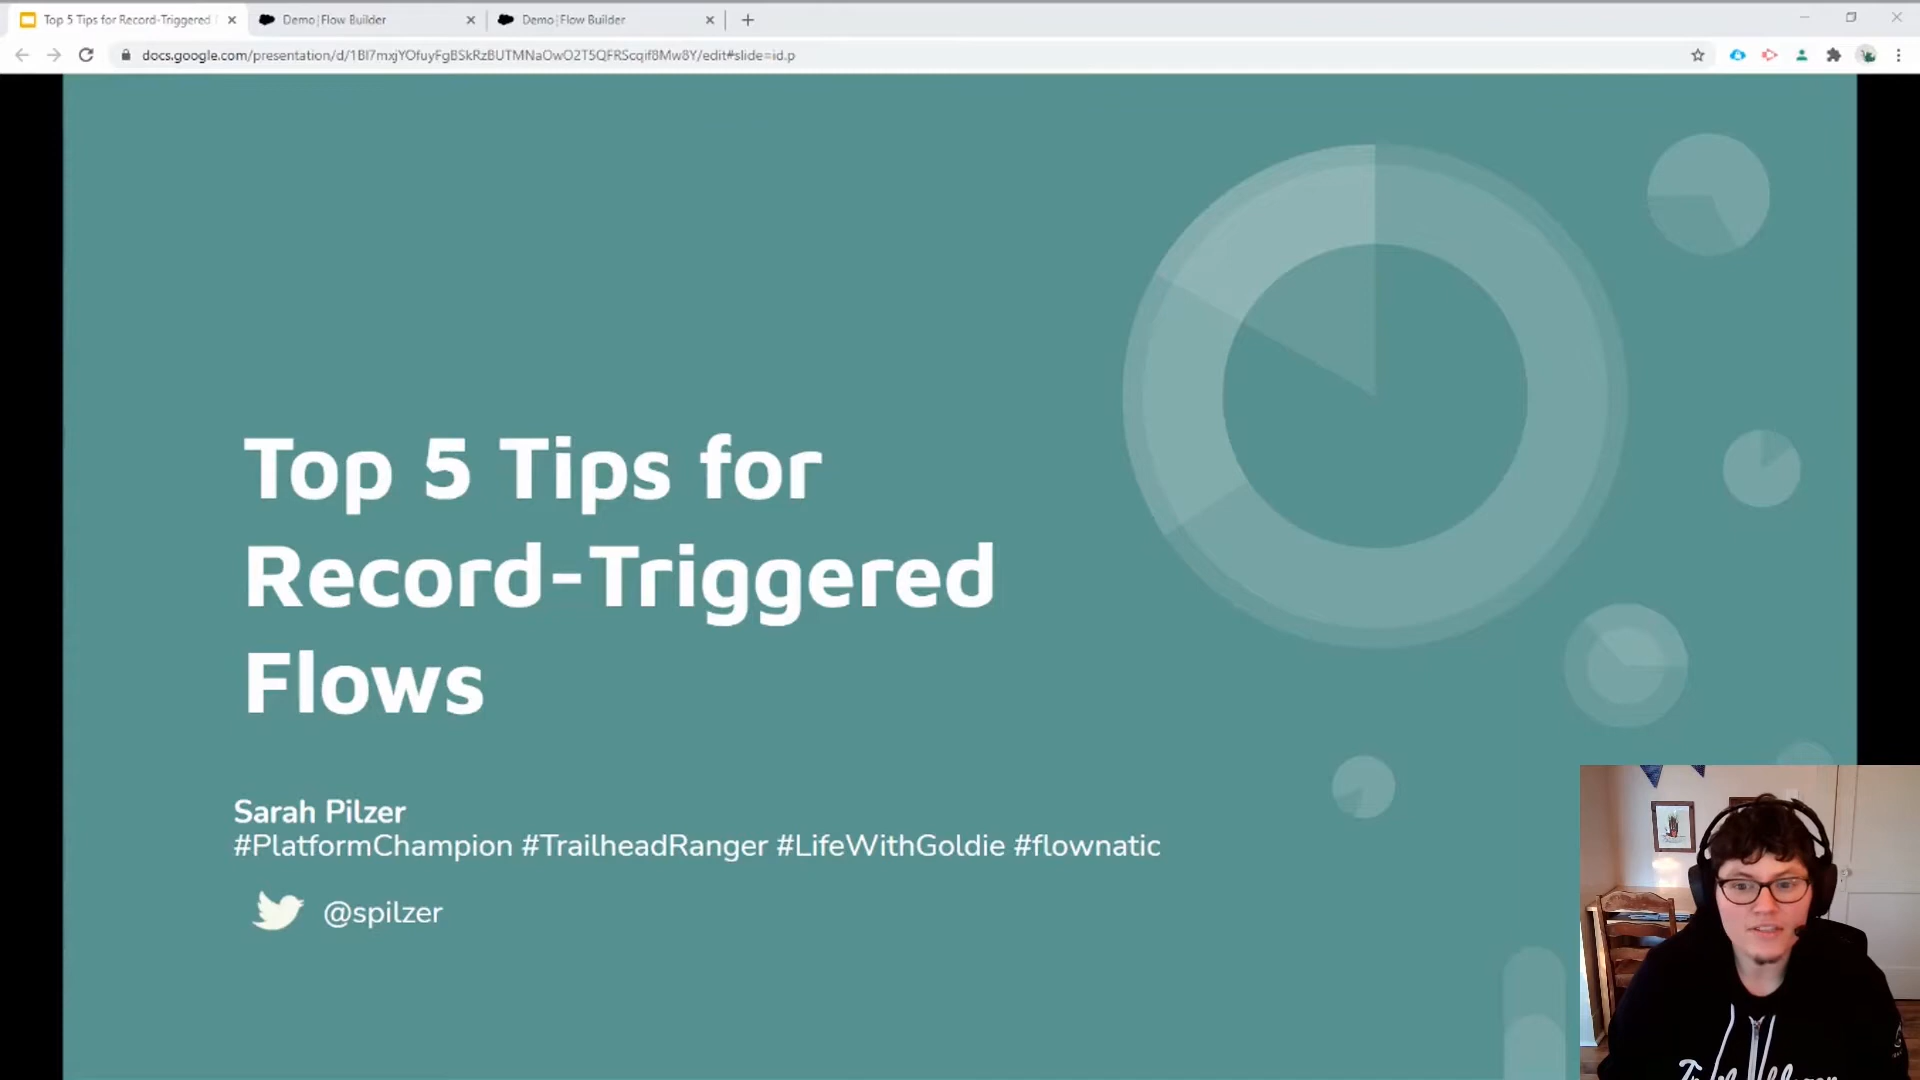 Top 5 Tips for Record-Triggered
Demo | Flow Builder
Demo | Flow Builder
docs.google.com/presentation/d/1Bl7mxjYOfuyFgBSkRzBUTMNaOwO2T5QFRScqif8Mw8Y/edit#slide=id.p
Top 5 Tips for
Record-Triggered
Flows
Sarah Pilzer
#PlatformChampion #TrailheadRanger #LifeWithGoldie #flownatic
@spilzer